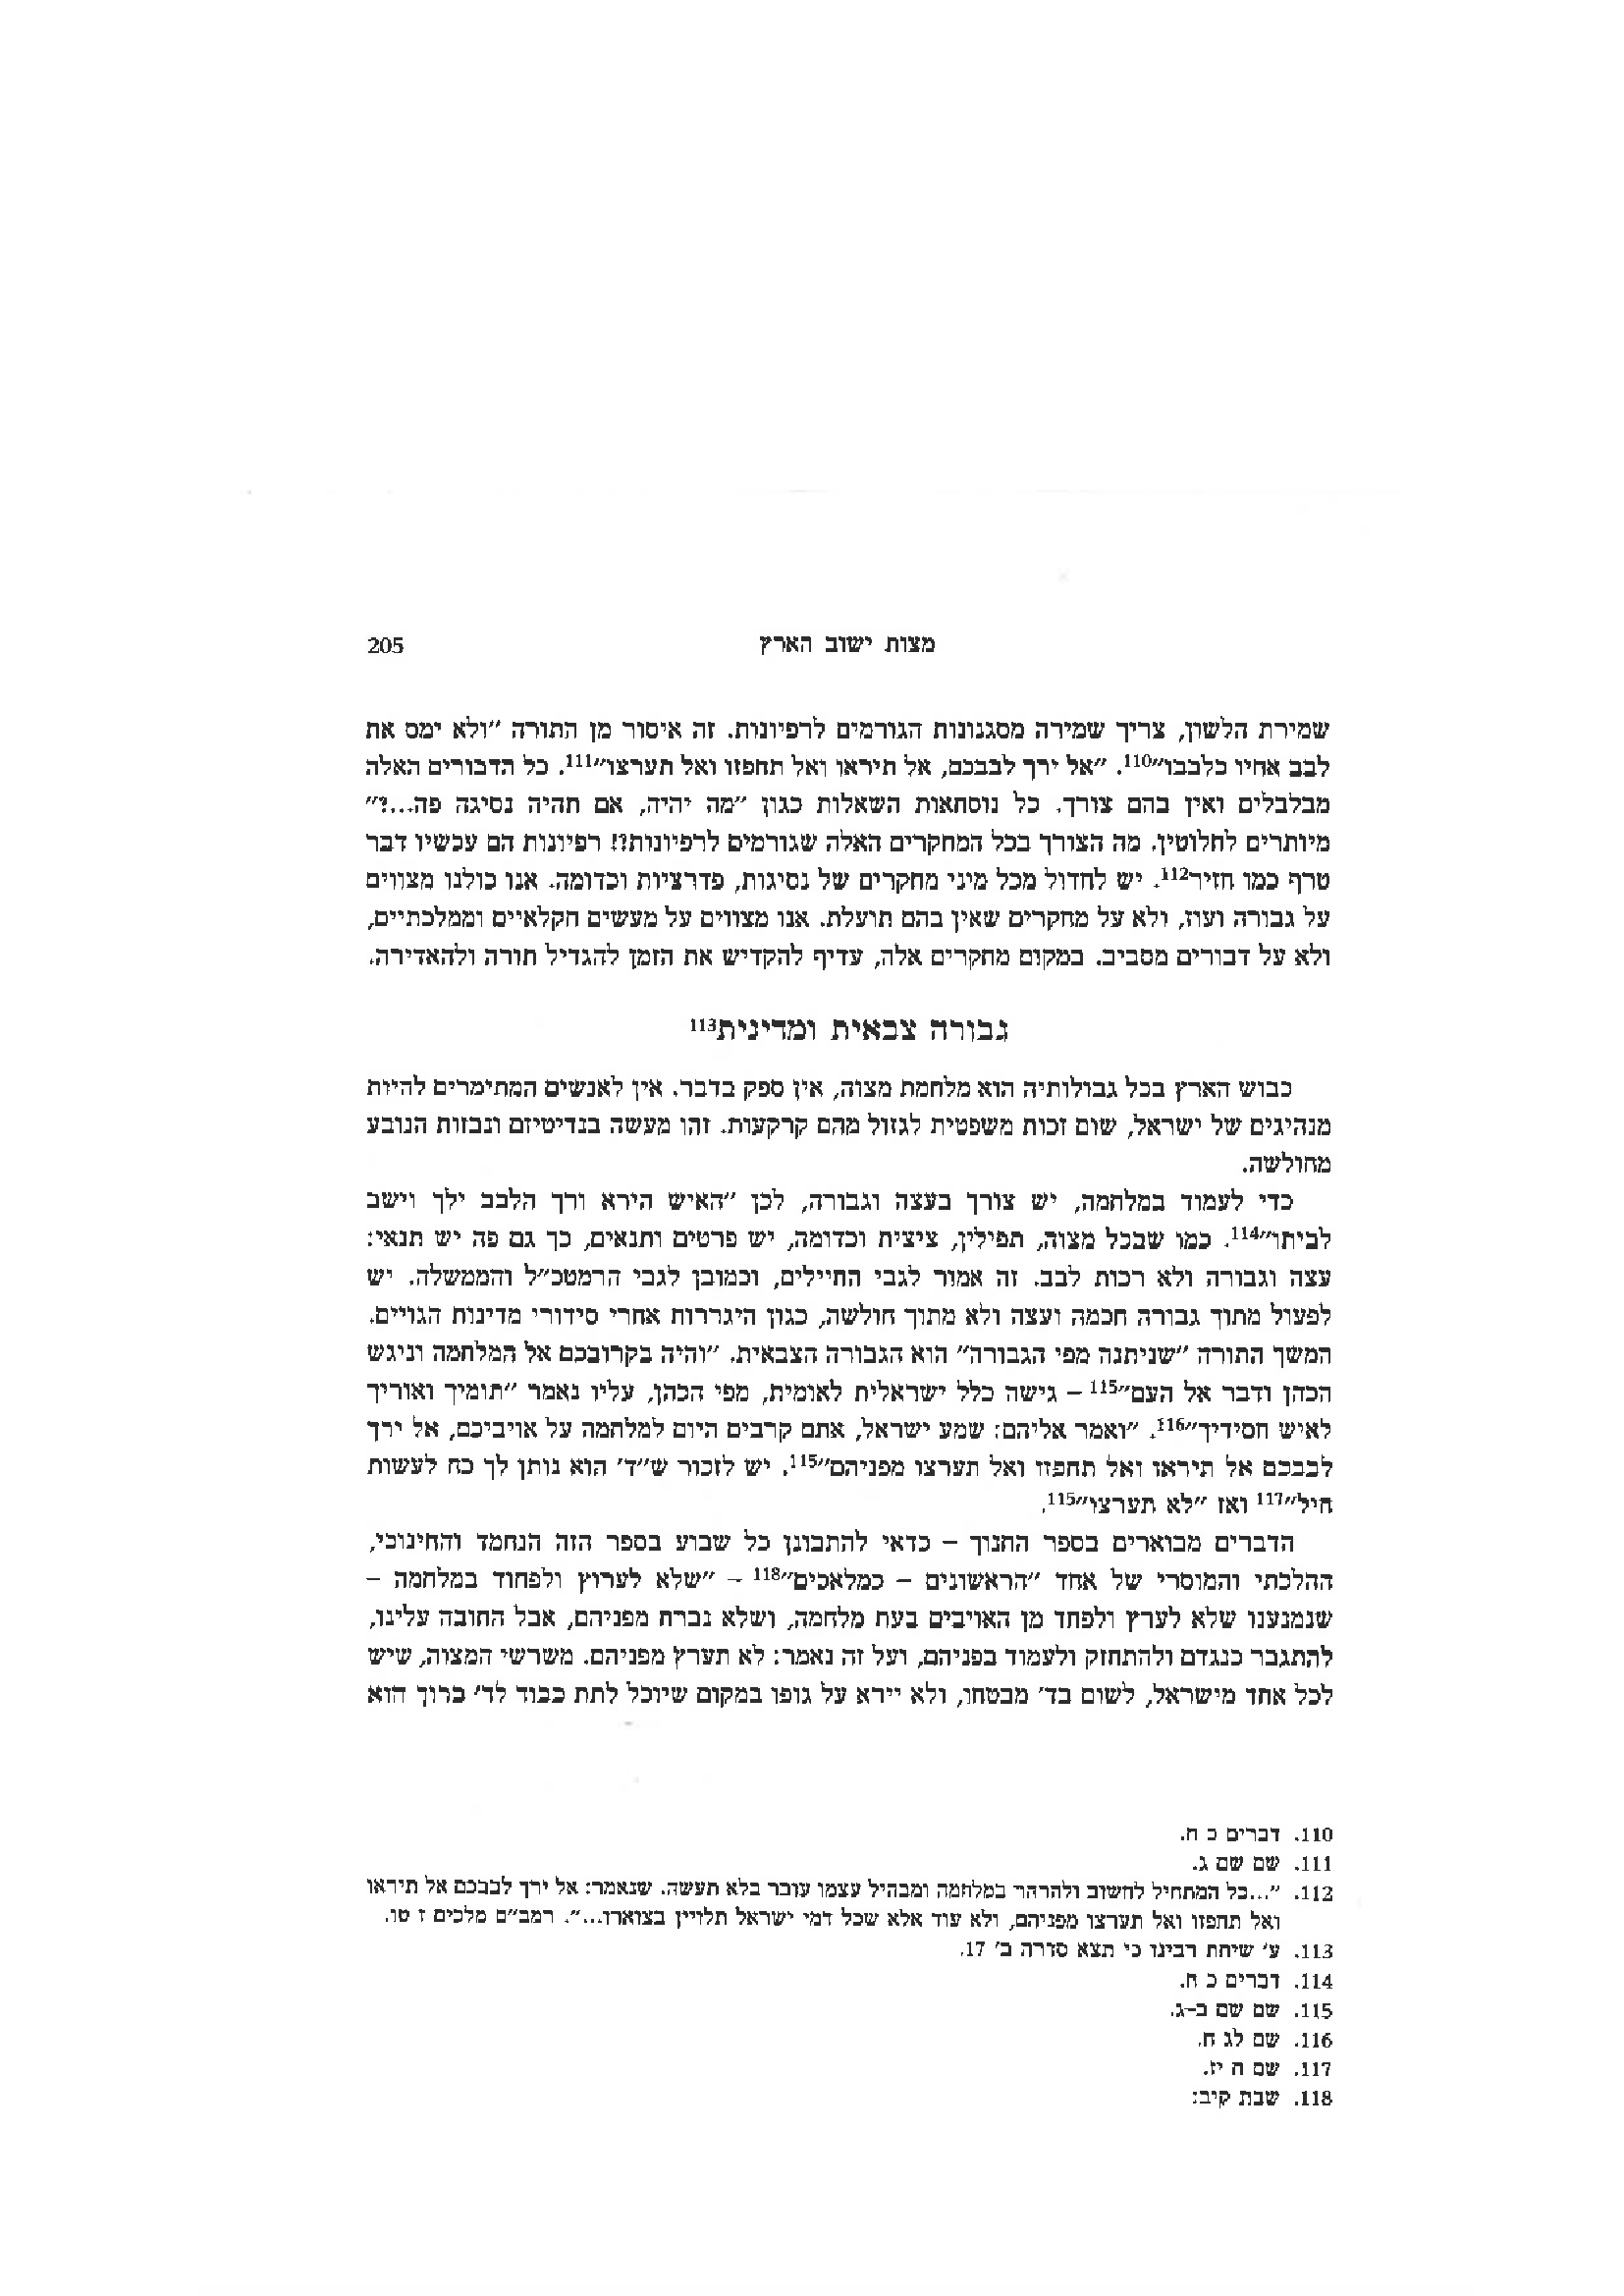 מצות ישוב הארץ 205
שמירת הלשון, צריך שמירה מסגנונות הגורמים לרפיונות. זה איסור מן התורה "ולא ימס את
לבב אחיו כלבבו"110. "אל ירך לבבכם, אל תיראו ואל תחפזו ואל תערצו"111. כל הדבורים האלה
מבלבלים ואין בהם צורך. כל נוסחאות השאלות כגון "מה יהיה, אם תהיה נסיגה פה...?"
מיותרים לחלוטין. מה הצורך בכל המחקרים האלה שגורמים לרפיונות?! רפיונות הם עכשיו דבר
טרף כמו חזיר112. יש לחדול מכל מיני מחקרים של נסיגות, פדרציות וכדומה. אנו כולנו מצווים
על גבורה ועוז, ולא על מחקרים שאין בהם תועלת. אנו מצווים על מעשים חקלאיים וממלכתיים,
ולא על דבורים מסביב. במקום מחקרים אלה, עדיף להקדיש את הזמן להגדיל תורה ולהאדירה.
גבורה צבאית ומדינית113
כבוש הארץ בכל גבולותיה הוא מלחמת מצוה, אין ספק בדבר. אין לאנשים המתימרים להיות
מנהיגים של ישראל, שום זכות משפטית לגזול מהם קרקעות. זהו מעשה בנדיטיזם ונבזות הנובע
מחולשה.
כדי לעמוד במלחמה, יש צורך בעצה וגבורה, לכן "האיש הירא ורך הלבב ילך וישב
לביתו"114. כמו שבכל מצוה, תפילין, ציצית וכדומה, יש פרטים ותנאים, כך גם פה יש תנאי:
עצה וגבורה ולא רכות לבב. זה אמור לגבי החיילים, וכמובן לגבי הרמטכ"ל והממשלה. יש
לפעול מתוך גבורה חכמה ועצה ולא מתוך חולשה, כגון היגררות אחרי סידורי מדינות הגויים.
המשך התורה "שניתנה מפי הגבורה" הוא הגבורה הצבאית. "והיה בקרובכם אל המלחמה וניגש
הכהן ודבר אל העם"115 – גישה כלל ישראלית לאומית, מפי הכהן, עליו נאמר "תומיך ואוריך
לאיש חסידיך"116. "ואמר אליהם: שמע ישראל, אתם קרבים היום למלחמה על אויביכם, אל ירך
לבבכם אל תיראו ואל תחפזו ואל תערצו מפניהם"115. יש לזכור ש"ד' הוא נותן לך כח לעשות
חיל"117 ואז "לא תערצו"115.
הדברים מבוארים בספר החנוך – כדאי להתבונן כל שבוע בספר הזה הנחמד והחינוכי,
ההלכתי והמוסרי של אחד "הראשונים – כמלאכים"118 – "שלא לערוץ ולפחוד במלחמה –
שנמנענו שלא לערץ ולפחד מן האויבים בעת מלחמה, ושלא נברח מפניהם, אבל החובה עלינו,
להתגבר כנגדם ולהתחזק ולעמוד בפניהם, ועל זה נאמר: לא תערץ מפניהם. משרשי המצוה, שיש
לכל אחד מישראל, לשום בד' מבטחו, ולא יירא על גופו במקום שיוכל לתת כבוד לד' ברוך הוא
110. דברים כ ח.
111. שם שם ג.
112. "...כל המתחיל לחשוב ולהרהר במלחמה ומבהיל עצמו עובר בלא תעשה. שנאמר: אל ירך לבבכם אל תיראו
ואל תחפזו ואל תערצו מפניהם, ולא עוד אלא שכל דמי ישראל תלויין בצוארו...". רמב"ם מלכים ז טו.
113. ע' שיחת רבינו כי תצא סדרה ב' 17.
114. דברים כ ח.
115. שם שם ב–ג.
116. שם לג ח.
117. שם ח יז.
118. שבת קיב: